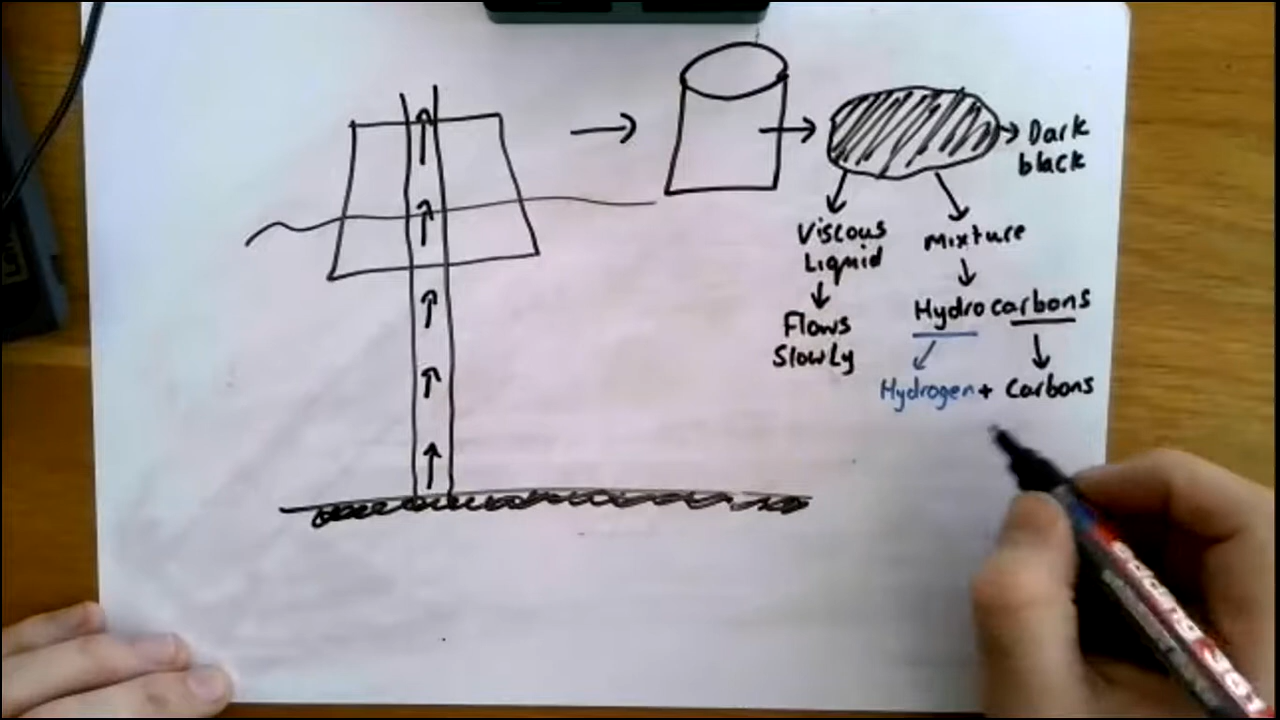 Dark
black
Viscous
Liquid
Mixture
Flows
Slowly
Hydrocarbons
Hydrogen + Carbons